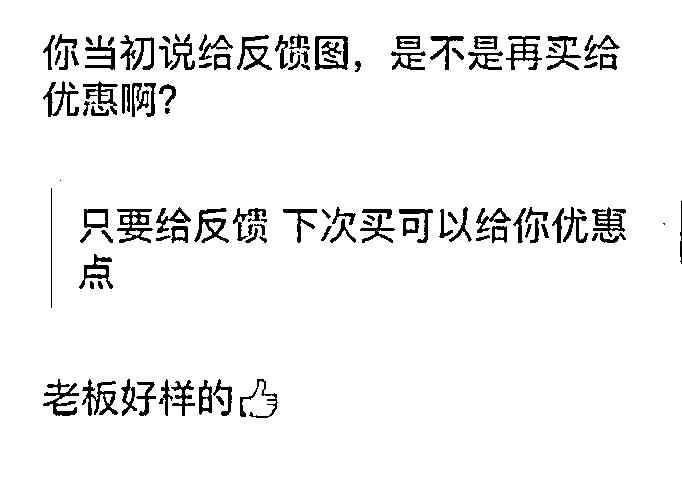 你当初说给反馈图，是不是再买给
优惠啊？
只要给反馈 下次买可以给你优惠
点
老板好样的👍